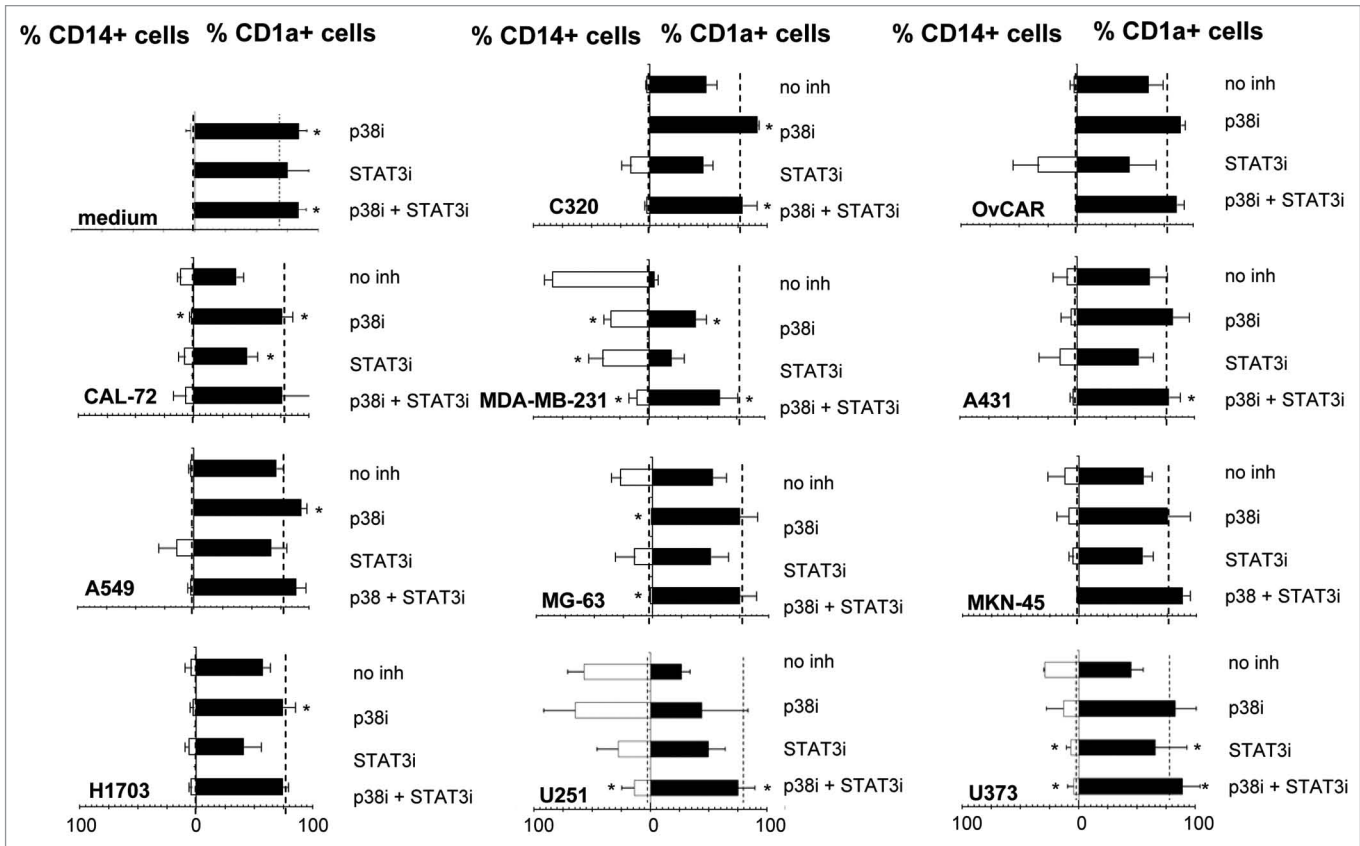 % CD14+ cells % CD1a+ cells
% CD14+ cells % CD1a+ cells
% CD14+ cells % CD1a+ cells
* p38i
STAT3i
* p38i + STAT3i
medium
no inh
* p38i
STAT3i
* p38i + STAT3i
C320
no inh
p38i
STAT3i
p38i + STAT3i
OvCAR
no inh
* * p38i
* STAT3i
p38i + STAT3i
CAL-72
no inh
* * p38i
* STAT3i
* * p38i + STAT3i
MDA-MB-231
no inh
p38i
STAT3i
* p38i + STAT3i
A431
no inh
* p38i
STAT3i
p38 + STAT3i
A549
no inh
* p38i
STAT3i
* p38i + STAT3i
MG-63
no inh
p38i
STAT3i
p38 + STAT3i
MKN-45
no inh
* p38i
STAT3i
p38i + STAT3i
H1703
100 0 100
no inh
p38i
STAT3i
* * p38i + STAT3i
U251
100 0 100
no inh
p38i
* * STAT3i
* * p38i + STAT3i
U373
100 0 100